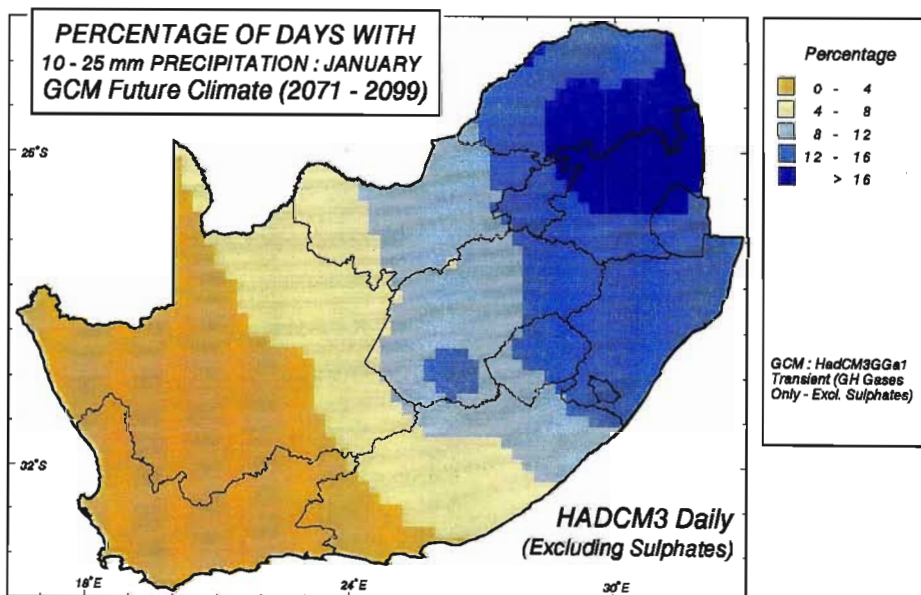 PERCENTAGE OF DAYS WITH
10 - 25 mm PRECIPITATION : JANUARY
GCM Future Climate (2071 - 2099)
Percentage
0 - 4
4 - 8
8 - 12
12 - 16
> 16
26°S
32°S
GCM : HadCM3GGa1
Transient (GH Gases
Only - Excl. Sulphates)
HADCM3 Daily
(Excluding Sulphates)
18°E
24°E
30°E